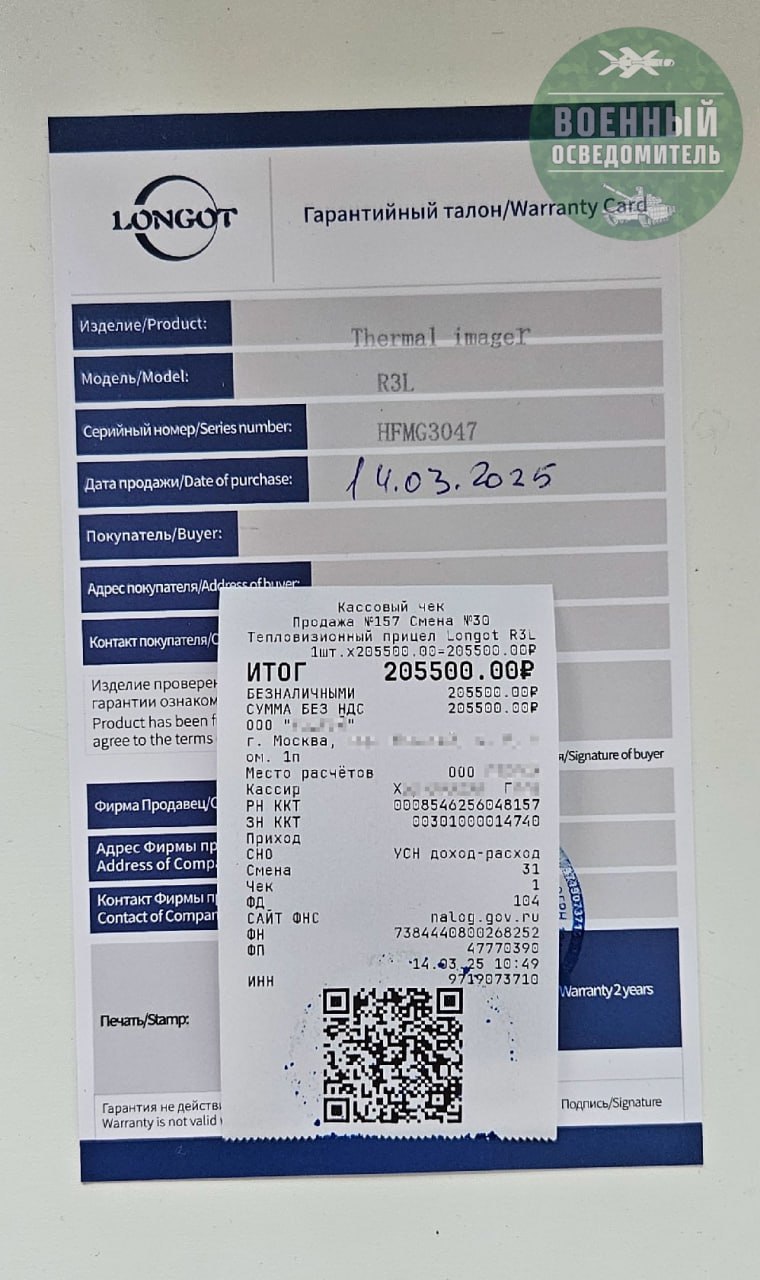 ВОЕННЫЙ
ОСВЕДОМИТЕЛЬ
LONGOT
Гарантийный талон/Warranty Card
Изделие/Product: Thermal imager
Модель/Model: R3L
Серийный номер/Series number: HFMG3047
Дата продажи/Date of purchase: 14.03.2025
Покупатель/Buyer:
Адрес покупателя/Address of buyer:
Контакт покупателя/C
Изделие проверен
гарантии ознаком
Product has been f
agree to the terms
/Signature of buyer
Фирма Продавец/C
Адрес Фирмы пр
Address of Comp
Контакт Фирмы п
Contact of Compan
Печать/Stamp:
Warranty 2 years
Гарантия не действи
Warranty is not valid
Подпись/Signature
Кассовый чек
Продажа №157 Смена №30
Тепловизионный прицел Longot R3L
1шт.x205500.00=205500.00₽
ИТОГ 205500.00₽
БЕЗНАЛИЧНЫМИ 205500.00₽
СУММА БЕЗ НДС 205500.00₽
ООО "
г. Москва,
ом. 1п
Место расчётов ООО
Кассир Х Г
РН ККТ 0008546256048157
ЗН ККТ 00301000014740
Приход
СНО УСН доход-расход
Смена 31
Чек 1
ФД 104
САЙТ ФНС nalog.gov.ru
ФН 7384440800268252
ФП 47770390
14.03.25 10:49
ИНН 9719073710